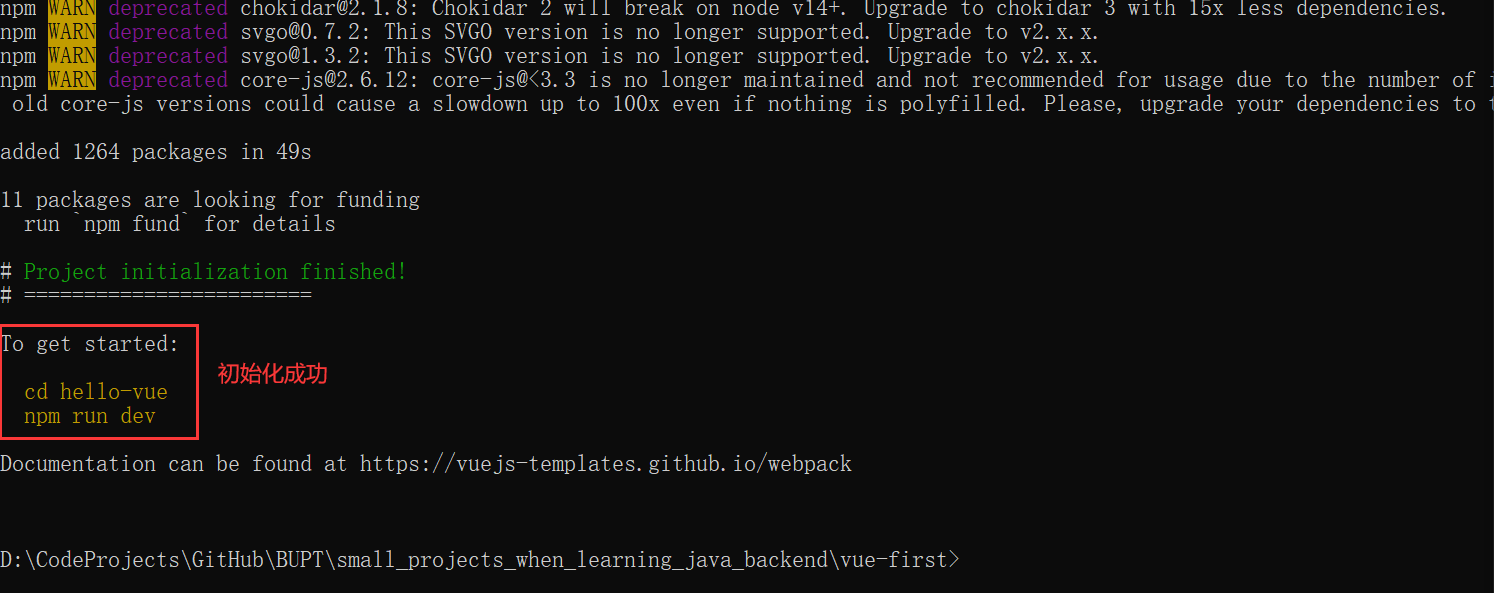 npm WARN deprecated chokidar@2.1.8: Chokidar 2 will break on node v14+. Upgrade to chokidar 3 with 15x less dependencies.
npm WARN deprecated svgo@0.7.2: This SVGO version is no longer supported. Upgrade to v2.x.x.
npm WARN deprecated svgo@1.3.2: This SVGO version is no longer supported. Upgrade to v2.x.x.
npm WARN deprecated core-js@2.6.12: core-js@<3.3 is no longer maintained and not recommended for usage due to the number of
old core-js versions could cause a slowdown up to 100x even if nothing is polyfilled. Please, upgrade your dependencies to
added 1264 packages in 49s
11 packages are looking for funding
run `npm fund` for details
# Project initialization finished!
# ========================
To get started:
初始化成功
cd hello-vue
npm run dev
Documentation can be found at https://vuejs-templates.github.io/webpack
D:\CodeProjects\GitHub\BUPT\small_projects_when_learning_java_backend\vue-first>